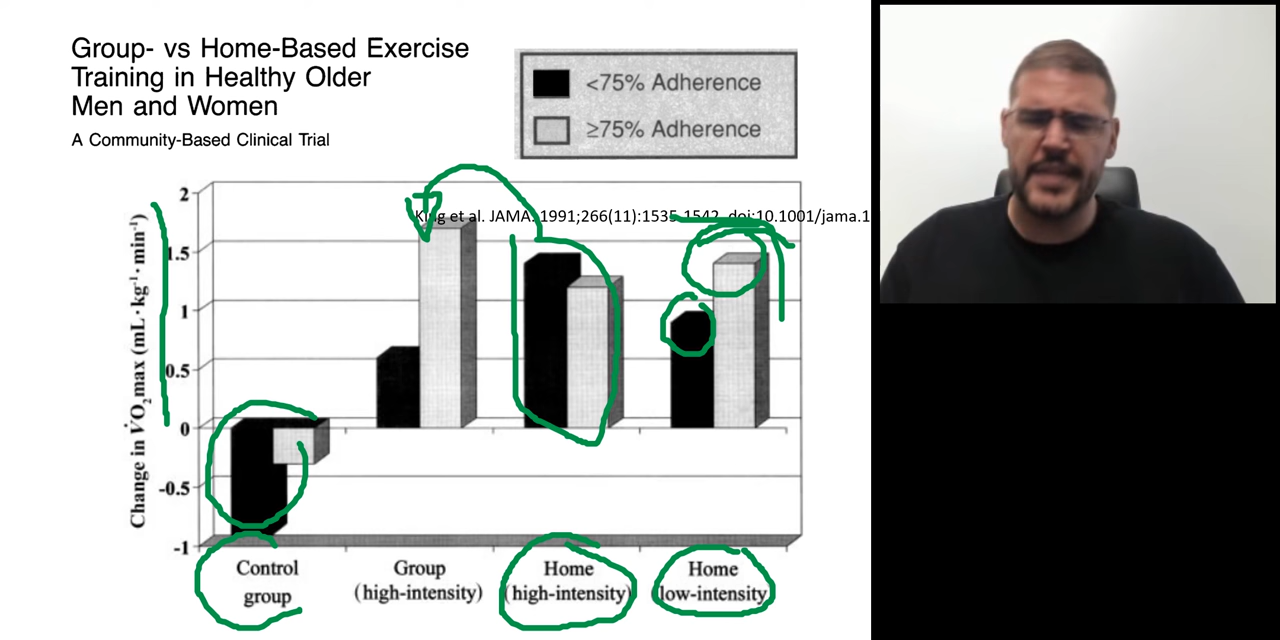 Group- vs Home-Based Exercise
Training in Healthy Older
Men and Women
A Community-Based Clinical Trial
<75% Adherence
≥75% Adherence
King et al. JAMA. 1991;266(11):1535-1542. doi:10.1001/jama.1
Change in V̇O₂max (mL·kg⁻¹·min⁻¹)
2
1.5
1
0.5
0
-0.5
-1
Control
group
Group
(high-intensity)
Home
(high-intensity)
Home
(low-intensity)